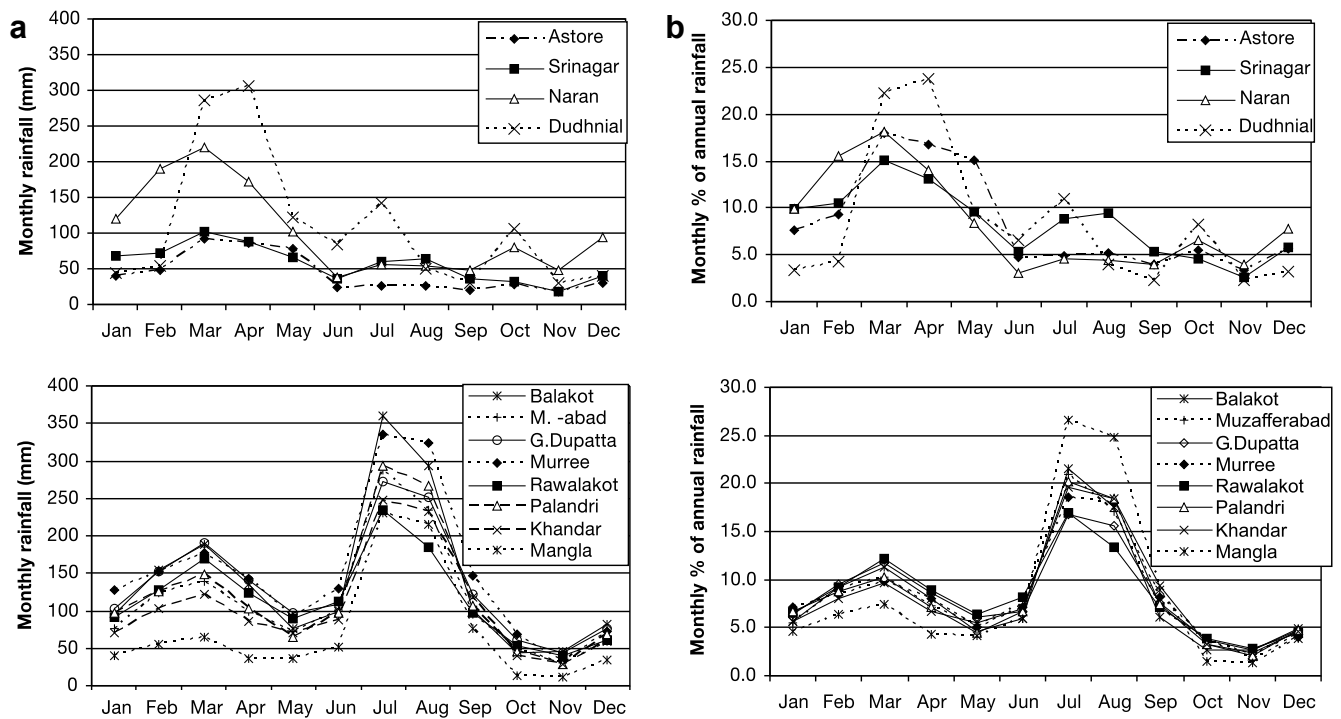 a
Monthly rainfall (mm)
400
350
300
250
200
150
100
50
0
Jan Feb Mar Apr May Jun Jul Aug Sep Oct Nov Dec
Astore
Srinagar
Naran
Dudhnial
b
Monthly % of annual rainfall
30.0
25.0
20.0
15.0
10.0
5.0
0.0
Jan Feb Mar Apr May Jun Jul Aug Sep Oct Nov Dec
Astore
Srinagar
Naran
Dudhnial
Monthly rainfall (mm)
400
350
300
250
200
150
100
50
0
Jan Feb Mar Apr May Jun Jul Aug Sep Oct Nov Dec
Balakot
M. -abad
G.Dupatta
Murree
Rawalakot
Palandri
Khandar
Mangla
Monthly % of annual rainfall
30.0
25.0
20.0
15.0
10.0
5.0
0.0
Jan Feb Mar Apr May Jun Jul Aug Sep Oct Nov Dec
Balakot
Muzafferabad
G.Dupatta
Murree
Rawalakot
Palandri
Khandar
Mangla